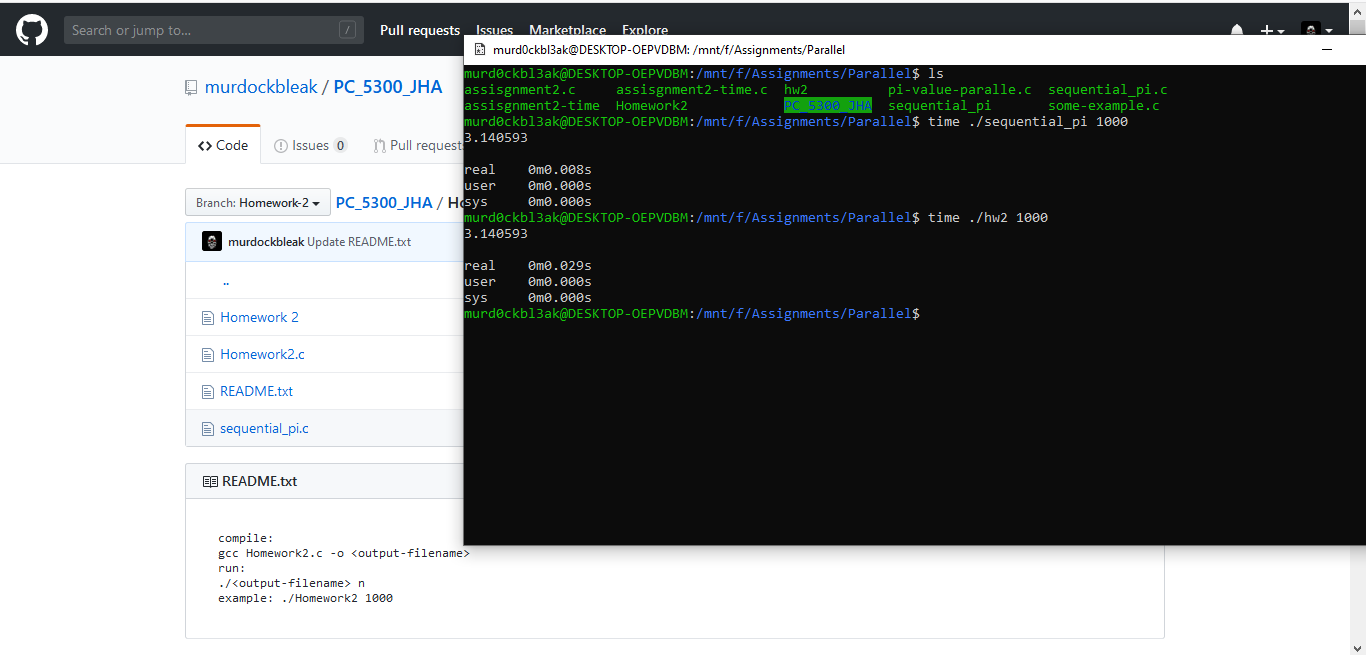 Search or jump to... /
Pull requests Issues Marketplace Explore
murdockbleak / PC_5300_JHA
Code Issues 0 Pull requests
Branch: Homework-2 PC_5300_JHA / Ho
murdockbleak Update README.txt
..
Homework 2
Homework2.c
README.txt
sequential_pi.c
README.txt
compile:
gcc Homework2.c -o <output-filename>
run:
./<output-filename> n
example: ./Homework2 1000
murd0ckbl3ak@DESKTOP-OEPVDBM: /mnt/f/Assignments/Parallel
murd0ckbl3ak@DESKTOP-OEPVDBM:/mnt/f/Assignments/Parallel$ ls
assisgnment2.c assisgnment2-time.c hw2 pi-value-paralle.c sequential_pi.c
assisgnment2-time Homework2 PC_5300_JHA sequential_pi some-example.c
murd0ckbl3ak@DESKTOP-OEPVDBM:/mnt/f/Assignments/Parallel$ time ./sequential_pi 1000
3.140593
real 0m0.008s
user 0m0.000s
sys 0m0.000s
murd0ckbl3ak@DESKTOP-OEPVDBM:/mnt/f/Assignments/Parallel$ time ./hw2 1000
3.140593
real 0m0.029s
user 0m0.000s
sys 0m0.000s
murd0ckbl3ak@DESKTOP-OEPVDBM:/mnt/f/Assignments/Parallel$